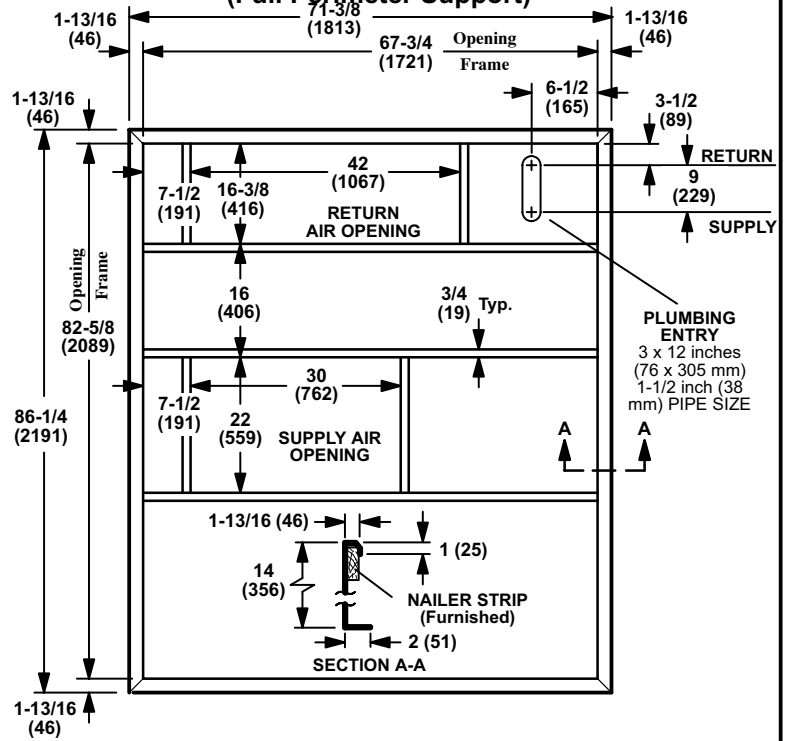 (Full Perimeter Support)
71-3/8
(1813)
1-13/16
(46)
1-13/16
(46)
67-3/4
(1721)
Opening
Frame
6-1/2
(165)
1-13/16
(46)
3-1/2
(89)
RETURN
9
(229)
SUPPLY
42
(1067)
7-1/2
(191)
16-3/8
(416)
RETURN
AIR OPENING
Opening
Frame
16
(406)
3/4
(19)
Typ.
82-5/8
(2089)
PLUMBING
ENTRY
3 x 12 inches
(76 x 305 mm)
1-1/2 inch (38
mm) PIPE SIZE
30
(762)
7-1/2
(191)
22
(559)
86-1/4
(2191)
SUPPLY AIR
OPENING
A
A
1-13/16 (46)
1 (25)
14
(356)
NAILER STRIP
(Furnished)
2 (51)
SECTION A-A
1-13/16
(46)